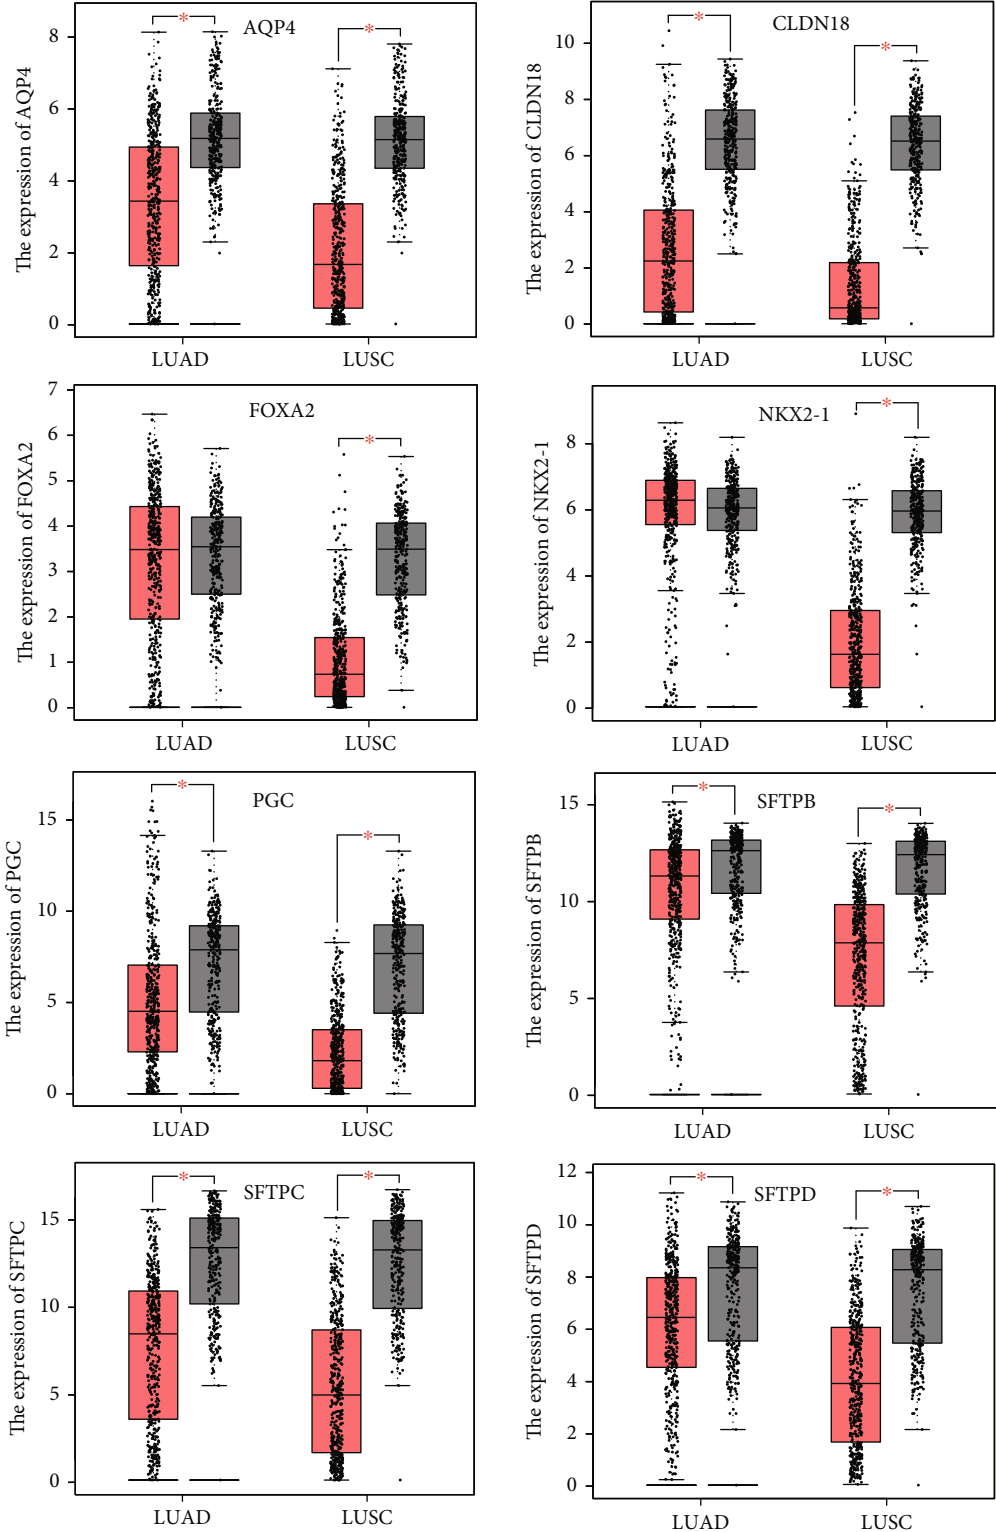 AQP4
The expression of AQP4
8
6
4
2
0
*
*
LUAD
LUSC
CLDN18
The expression of CLDN18
10
8
6
4
2
0
*
*
LUAD
LUSC
FOXA2
The expression of FOXA2
7
6
5
4
3
2
1
0
*
LUAD
LUSC
NKX2-1
The expression of NKX2-1
8
6
4
2
0
*
LUAD
LUSC
PGC
The expression of PGC
15
10
5
0
*
*
LUAD
LUSC
SFTPB
The expression of SFTPB
15
10
5
0
*
*
LUAD
LUSC
SFTPC
The expression of SFTPC
15
10
5
0
*
*
LUAD
LUSC
SFTPD
The expression of SFTPD
12
10
8
6
4
2
0
*
*
LUAD
LUSC